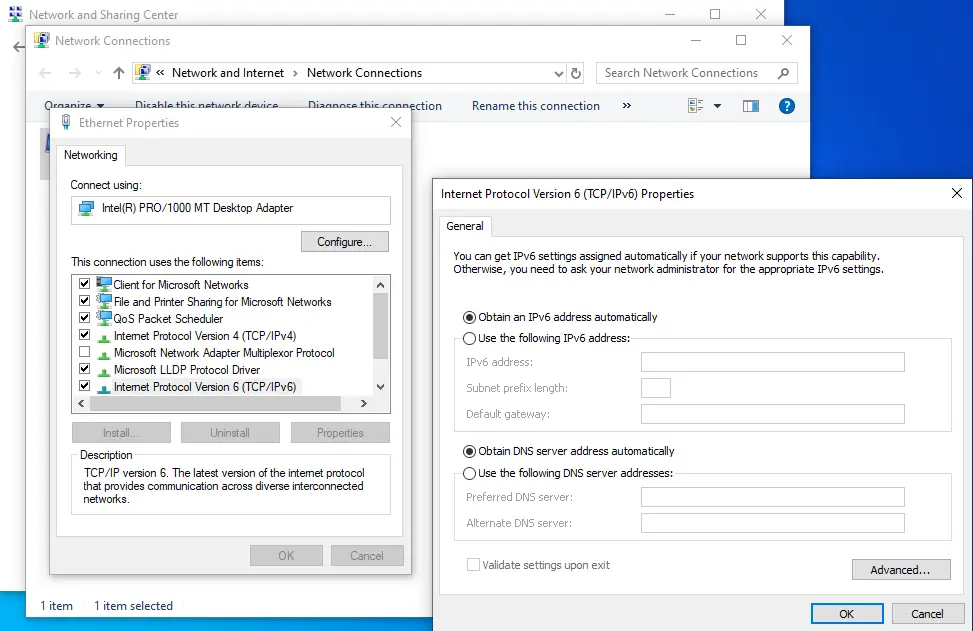 Network and Sharing Center
Network Connections
« Network and Internet › Network Connections
Search Network Connections
Organize
Disable this network device
Diagnose this connection
Rename this connection
»
?
Ethernet Properties
Networking
Connect using:
Intel(R) PRO/1000 MT Desktop Adapter
Configure...
This connection uses the following items:
Client for Microsoft Networks
File and Printer Sharing for Microsoft Networks
QoS Packet Scheduler
Internet Protocol Version 4 (TCP/IPv4)
Microsoft Network Adapter Multiplexor Protocol
Microsoft LLDP Protocol Driver
Internet Protocol Version 6 (TCP/IPv6)
Install...
Uninstall
Properties
Description
TCP/IP version 6. The latest version of the internet protocol
that provides communication across diverse interconnected
networks.
OK
Cancel
1 item
1 item selected
Internet Protocol Version 6 (TCP/IPv6) Properties
General
You can get IPv6 settings assigned automatically if your network supports this capability.
Otherwise, you need to ask your network administrator for the appropriate IPv6 settings.
Obtain an IPv6 address automatically
Use the following IPv6 address:
IPv6 address:
Subnet prefix length:
Default gateway:
Obtain DNS server address automatically
Use the following DNS server addresses:
Preferred DNS server:
Alternate DNS server:
Validate settings upon exit
Advanced...
OK
Cancel